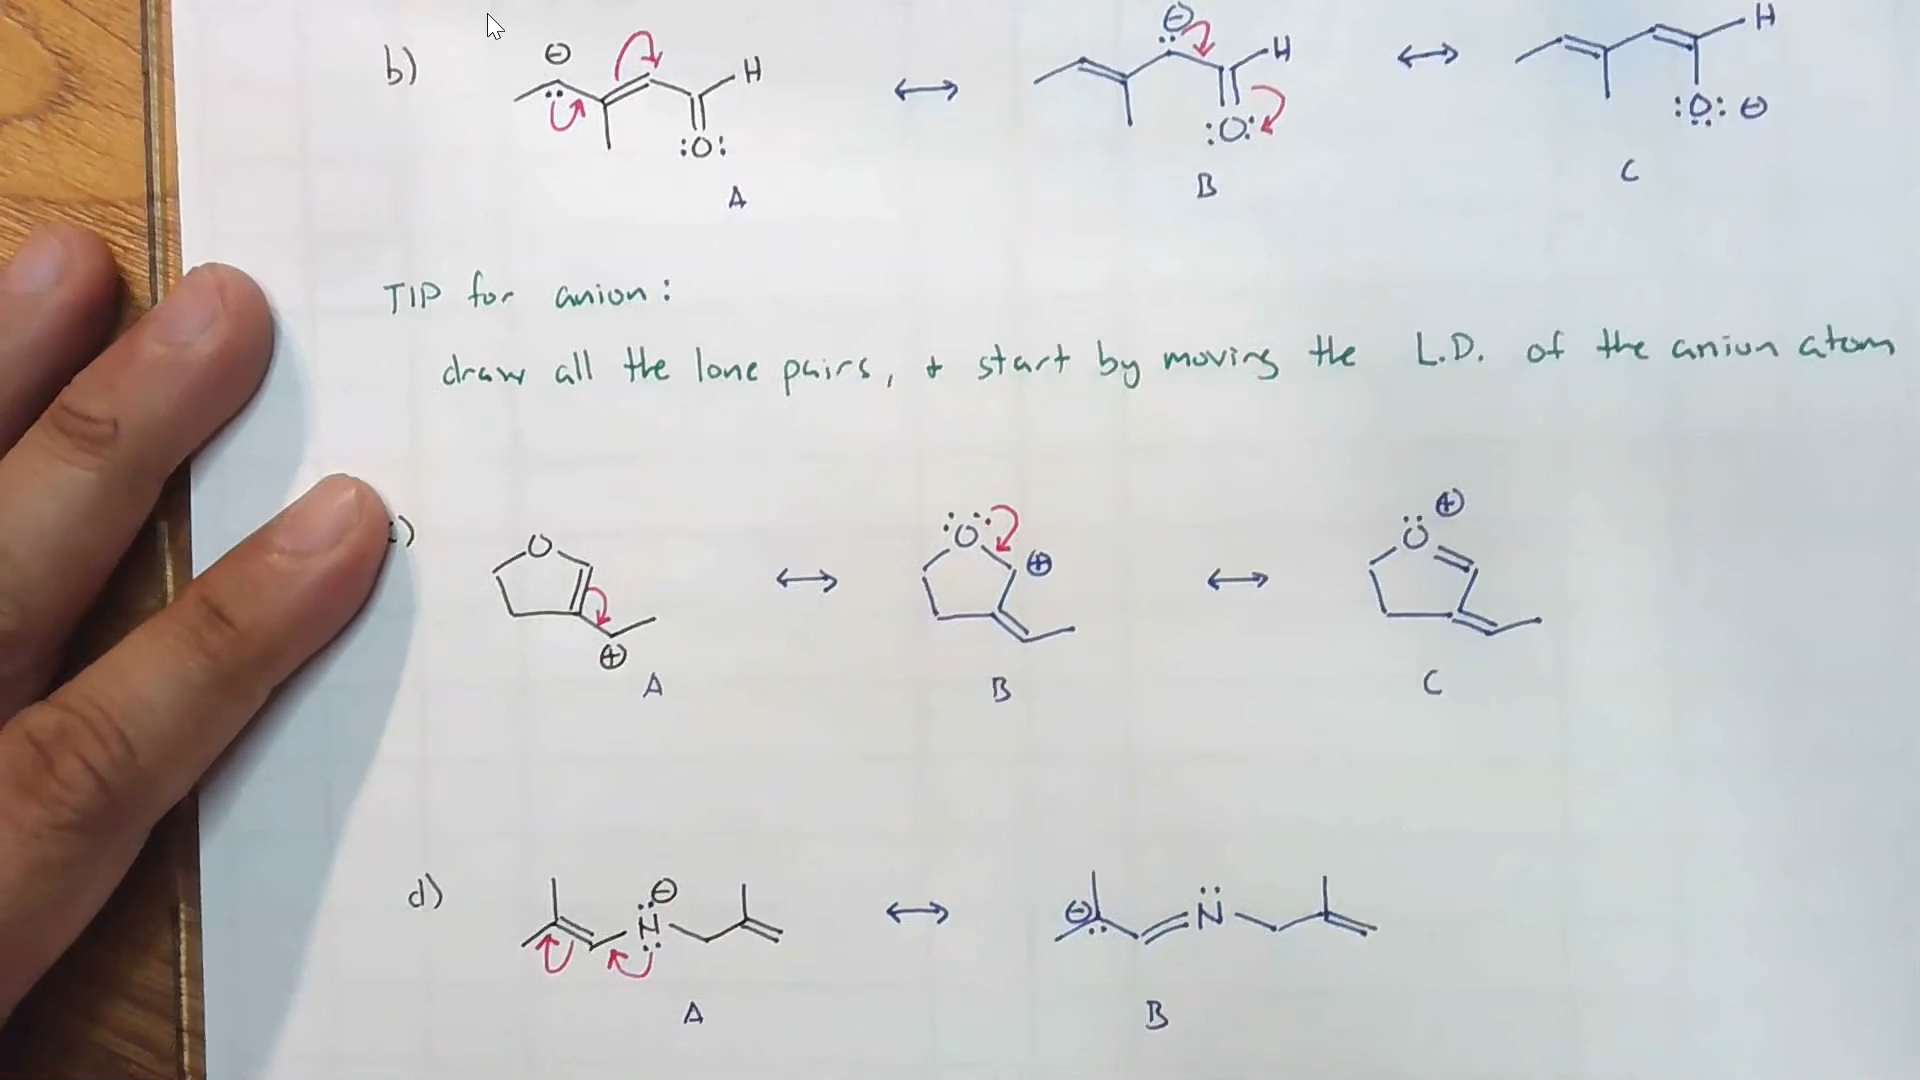 b) ⊖ H :O: A ↔ ⊖ H :O: B ↔ H :O: ⊖ C
TIP for anion:
draw all the lone pairs, + start by moving the L.D. of the anion atom
) O ⊕ A ↔ :O: ⊕ B ↔ O ⊕ C
d) N ⊖ A ↔ ⊖ N B